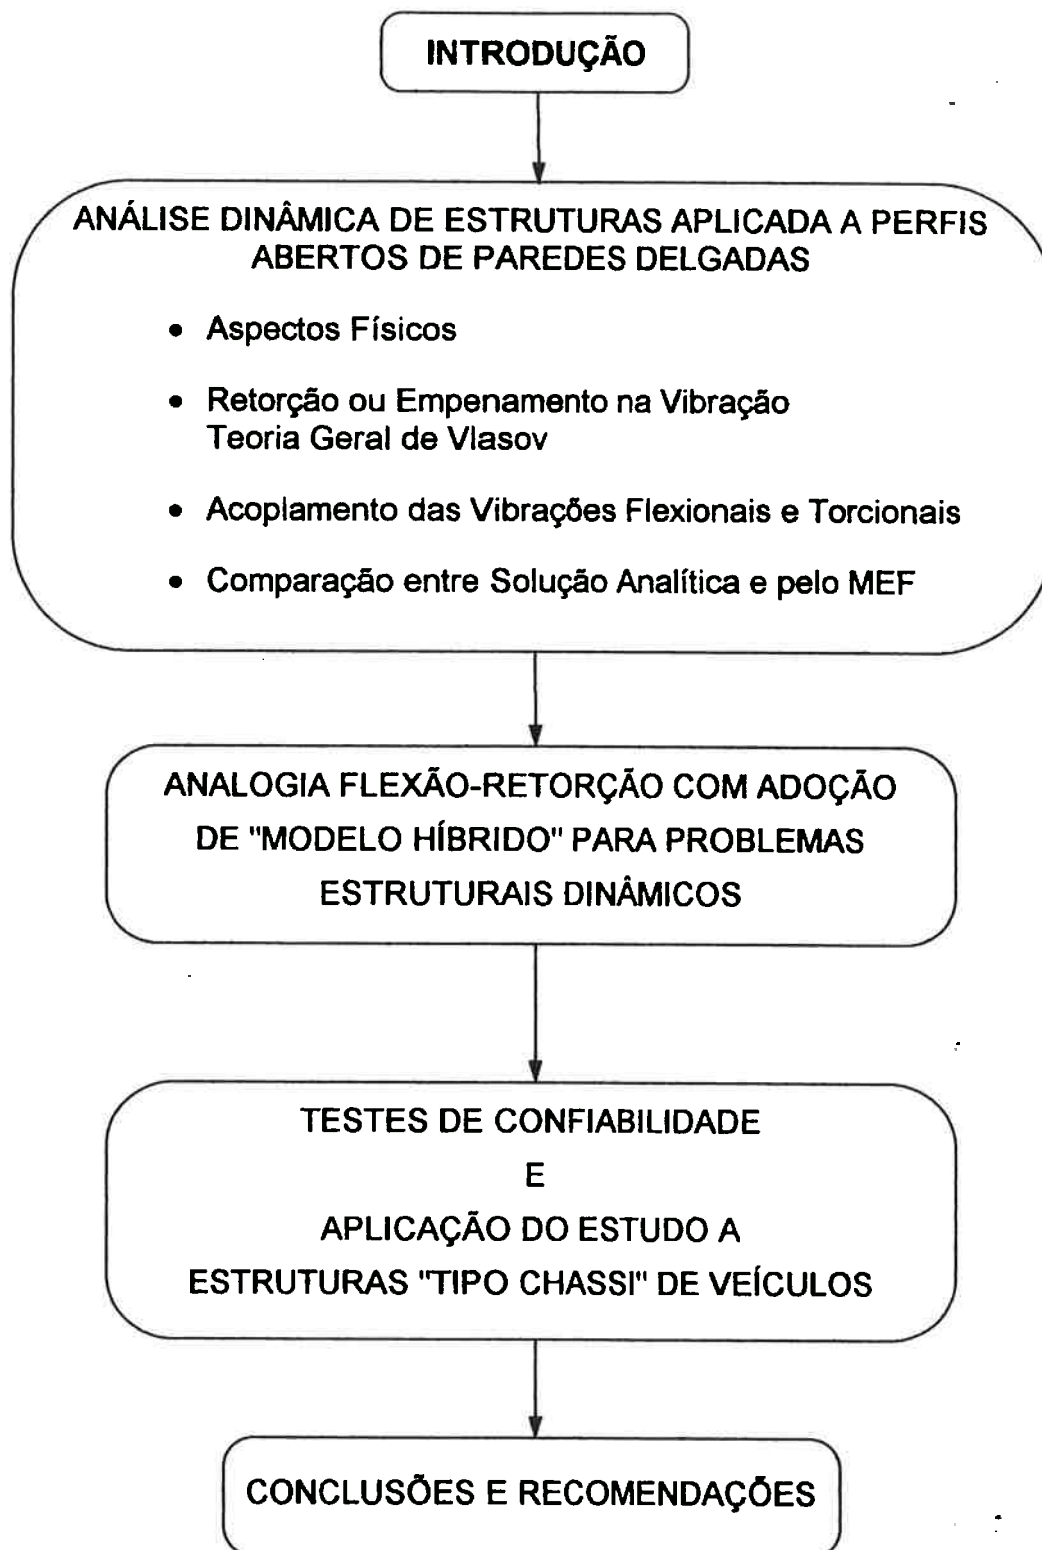 INTRODUÇÃO
ANÁLISE DINÂMICA DE ESTRUTURAS APLICADA A PERFIS
ABERTOS DE PAREDES DELGADAS
• Aspectos Físicos
• Retorção ou Empenamento na Vibração
Teoria Geral de Vlasov
• Acoplamento das Vibrações Flexionais e Torcionais
• Comparação entre Solução Analítica e pelo MEF
ANALOGIA FLEXÃO-RETORÇÃO COM ADOÇÃO
DE "MODELO HÍBRIDO" PARA PROBLEMAS
ESTRUTURAIS DINÂMICOS
TESTES DE CONFIABILIDADE
E
APLICAÇÃO DO ESTUDO A
ESTRUTURAS "TIPO CHASSI" DE VEÍCULOS
CONCLUSÕES E RECOMENDAÇÕES